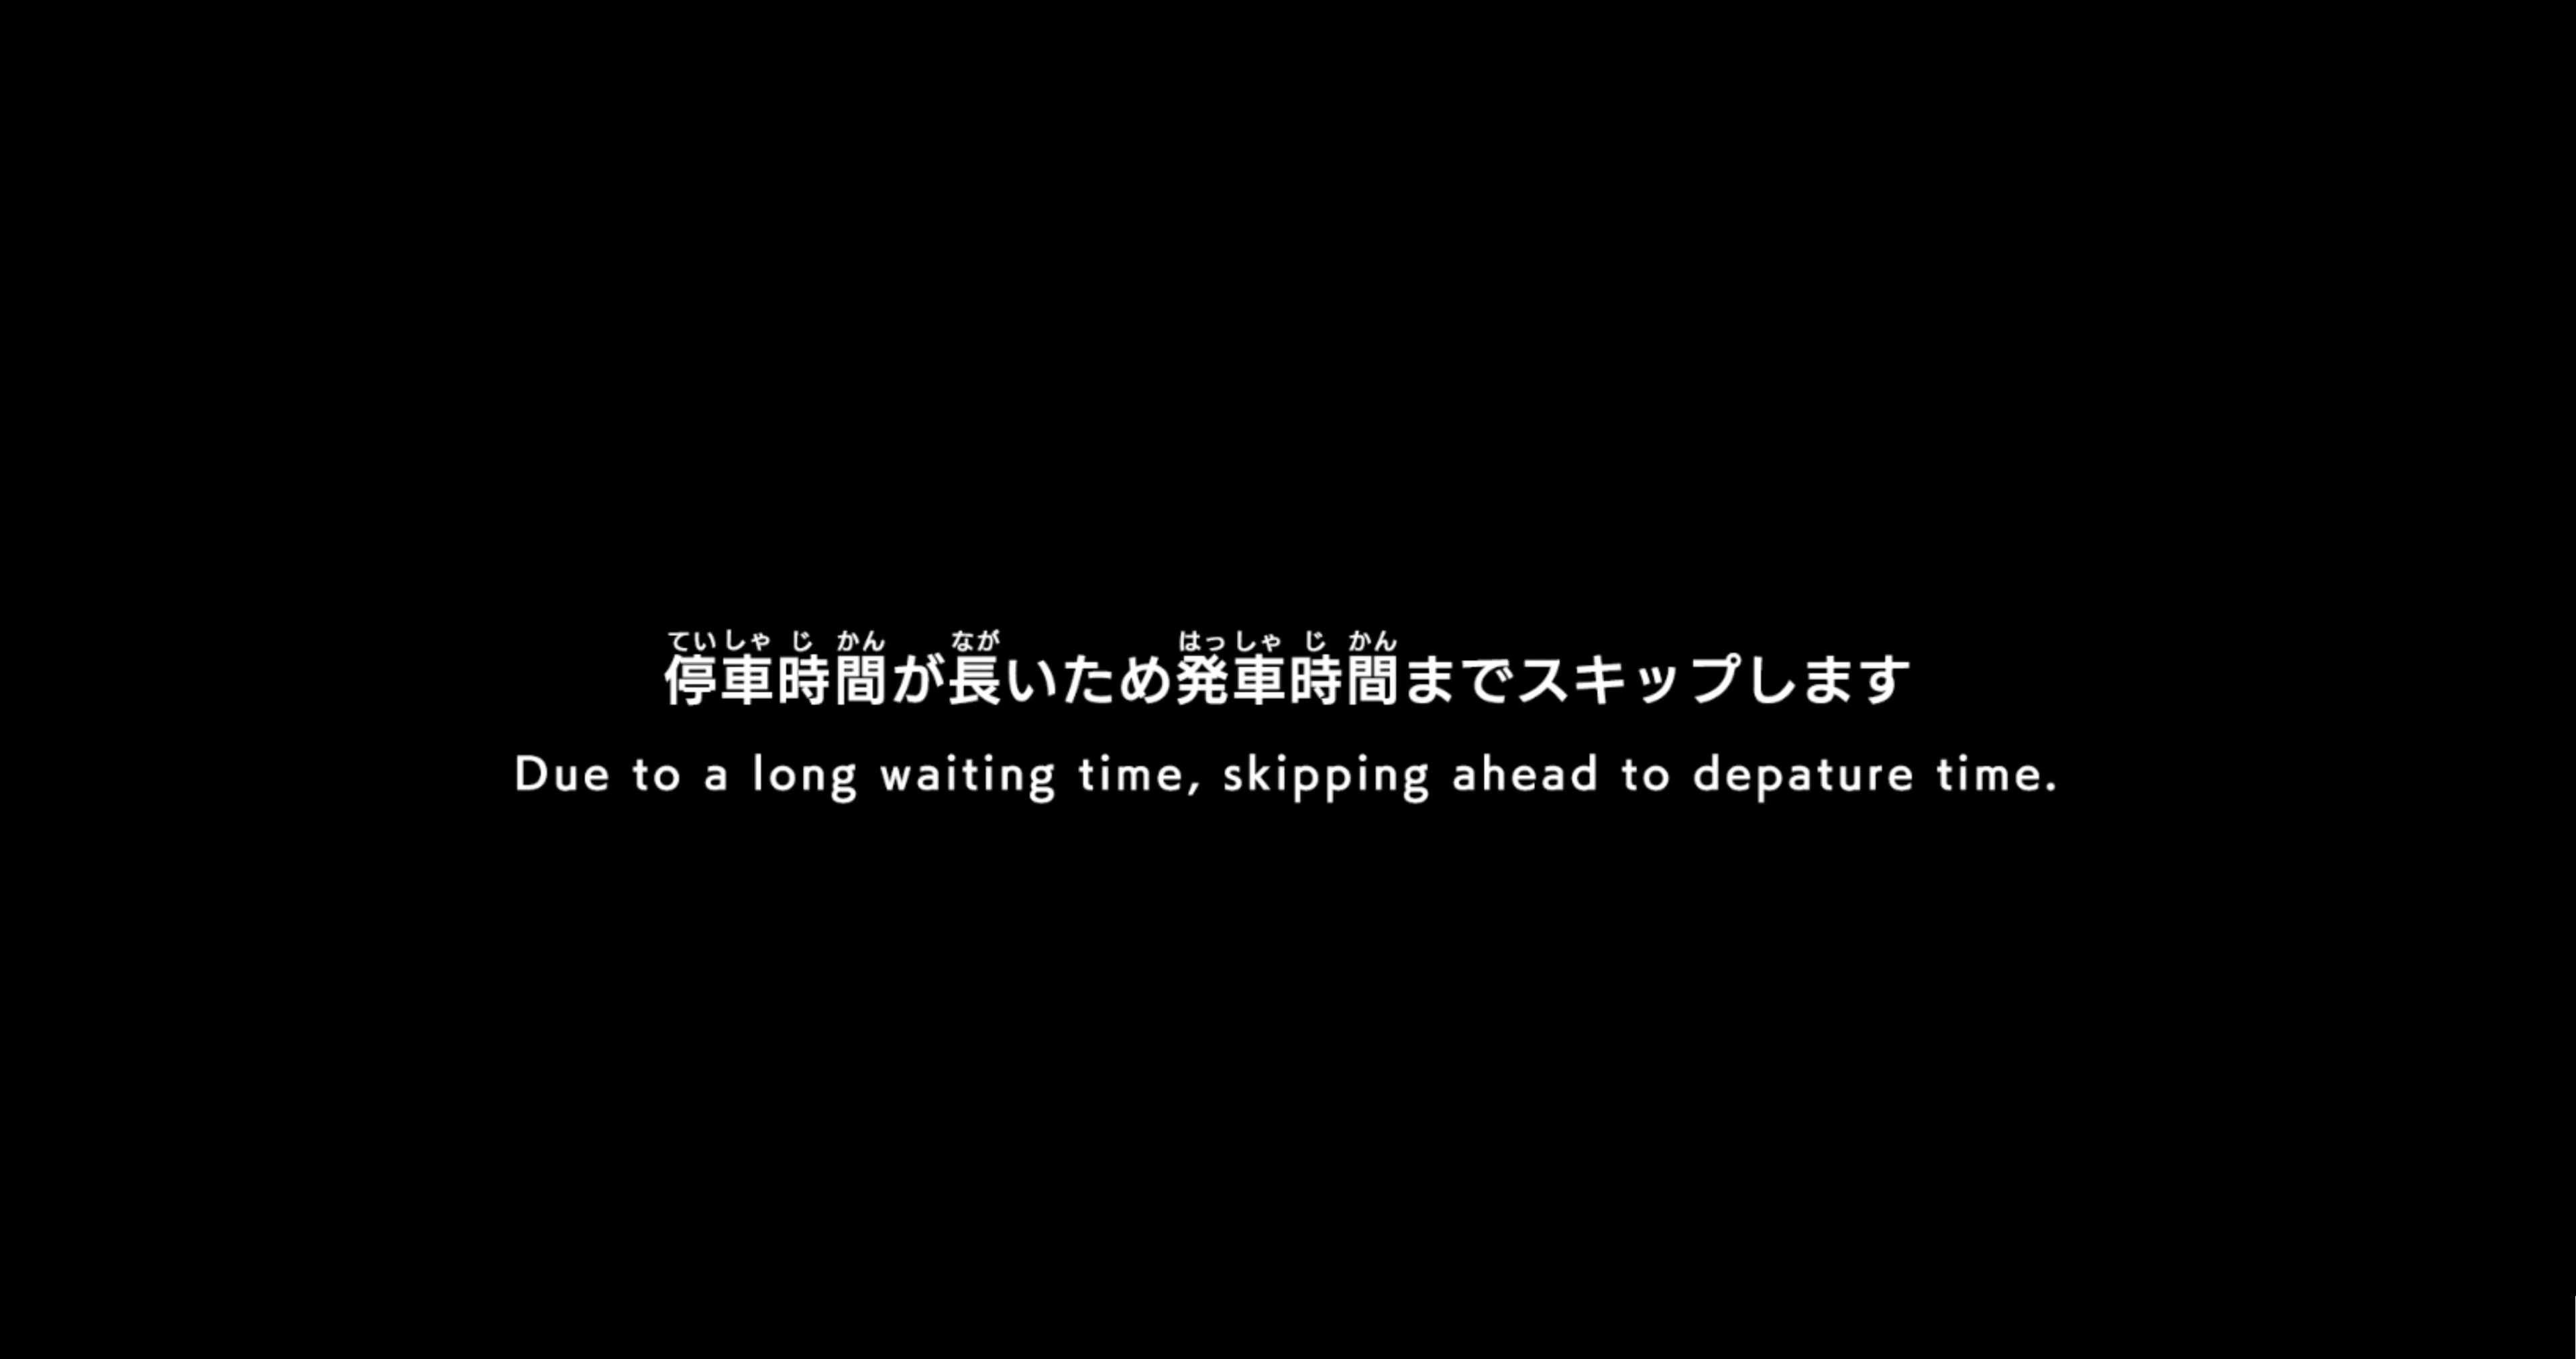 ていしゃじかん なが はっしゃじかん
停車時間が長いため発車時間までスキップします
Due to a long waiting time, skipping ahead to depature time.